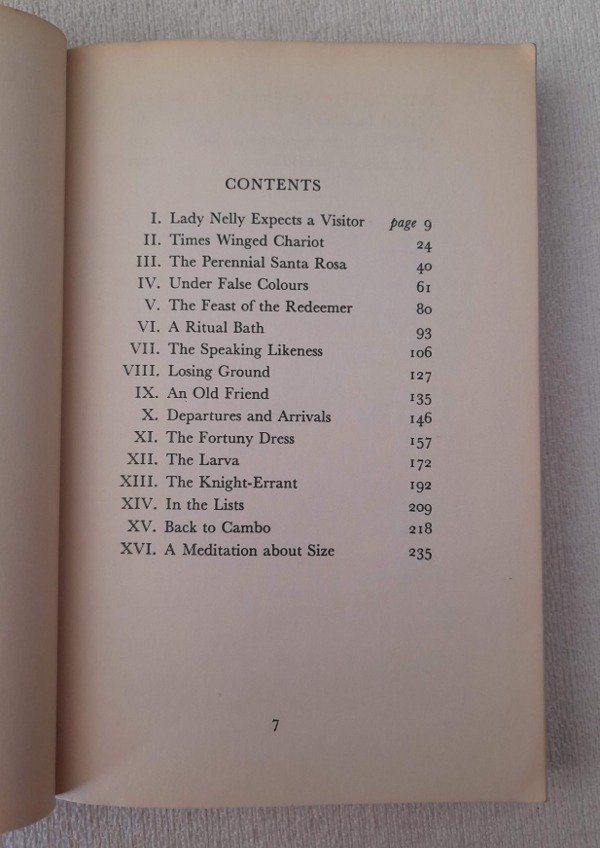 CONTENTS
I. Lady Nelly Expects a Visitor page 9
II. Times Winged Chariot 24
III. The Perennial Santa Rosa 40
IV. Under False Colours 61
V. The Feast of the Redeemer 80
VI. A Ritual Bath 93
VII. The Speaking Likeness 106
VIII. Losing Ground 127
IX. An Old Friend 135
X. Departures and Arrivals 146
XI. The Fortuny Dress 157
XII. The Larva 172
XIII. The Knight-Errant 192
XIV. In the Lists 209
XV. Back to Cambo 218
XVI. A Meditation about Size 235
7